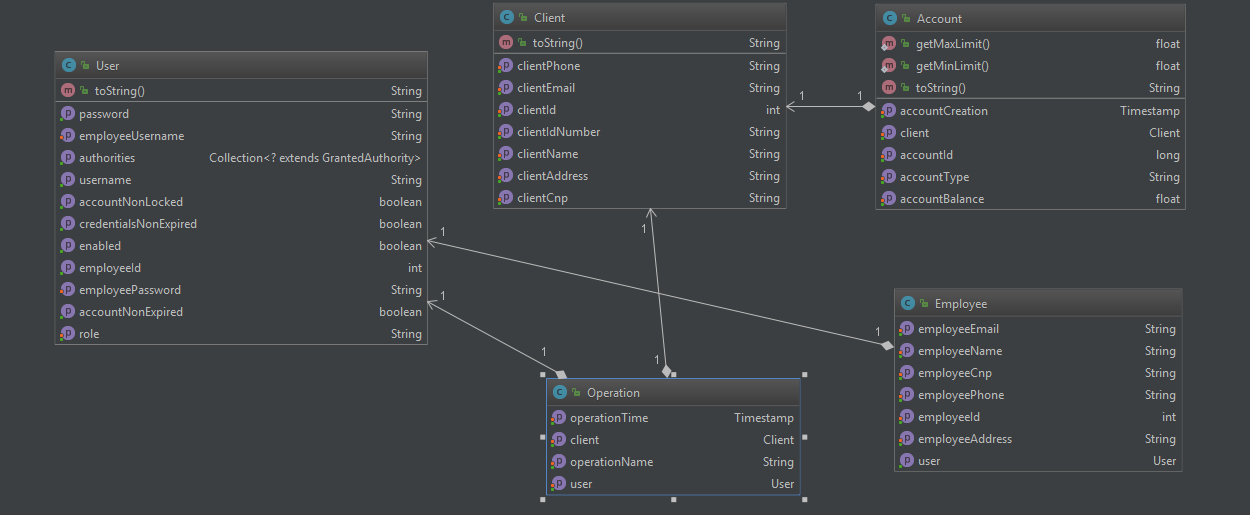 User
toString() String
password String
employeeUsername String
authorities Collection<? extends GrantedAuthority>
username String
accountNonLocked boolean
credentialsNonExpired boolean
enabled boolean
employeeId int
employeePassword String
accountNonExpired boolean
role String
Client
toString() String
clientPhone String
clientEmail String
clientId int
clientIdNumber String
clientName String
clientAddress String
clientCnp String
Account
getMaxLimit() float
getMinLimit() float
toString() String
accountCreation Timestamp
client Client
accountId long
accountType String
accountBalance float
1
1
1
1
1
1
1
1
Operation
operationTime Timestamp
client Client
operationName String
user User
Employee
employeeEmail String
employeeName String
employeeCnp String
employeePhone String
employeeId int
employeeAddress String
user User